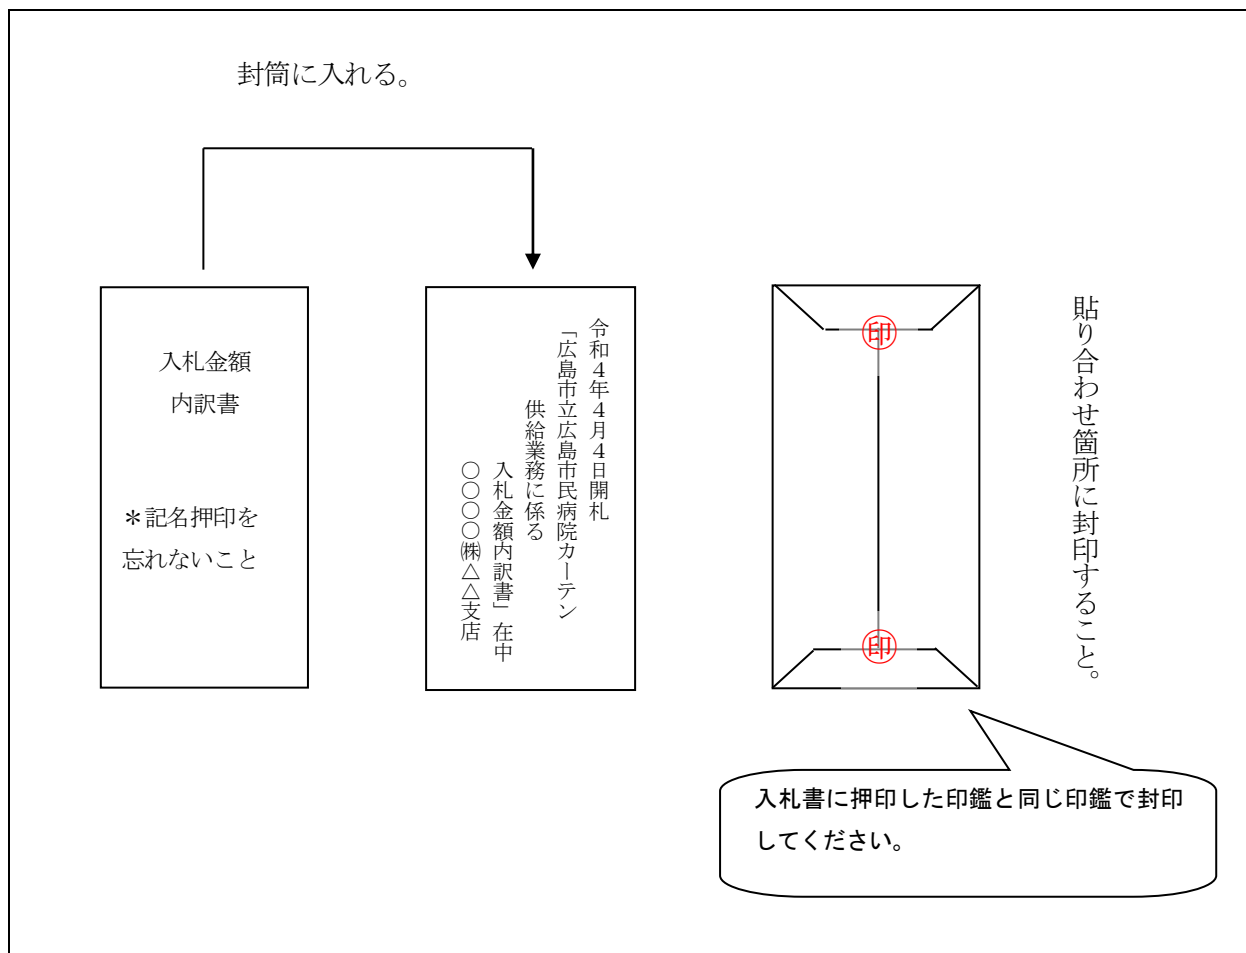 封筒に入れる。
入札金額
内訳書
＊記名押印を
忘れないこと
令和４年４月４日開札
「広島市立広島市民病院カーテン
供給業務に係る
入札金額内訳書」在中
〇〇〇〇㈱△△支店
印
印
貼り合わせ箇所に封印すること。
入札書に押印した印鑑と同じ印鑑で封印
してください。